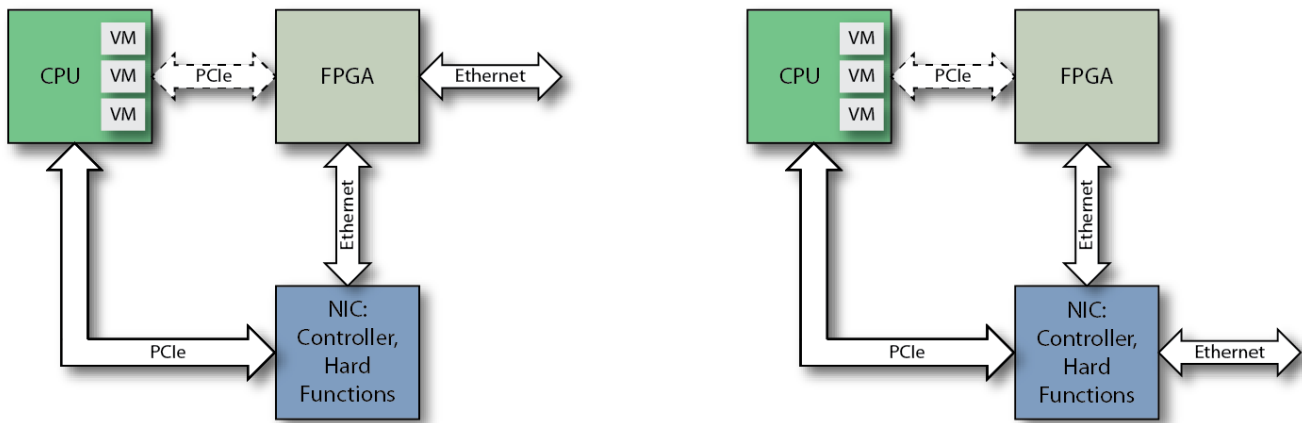 VM
CPU
VM
VM
PCIe
FPGA
Ethernet
Ethernet
NIC:
Controller,
Hard
Functions
PCIe
VM
CPU
VM
VM
PCIe
FPGA
Ethernet
NIC:
Controller,
Hard
Functions
PCIe
Ethernet